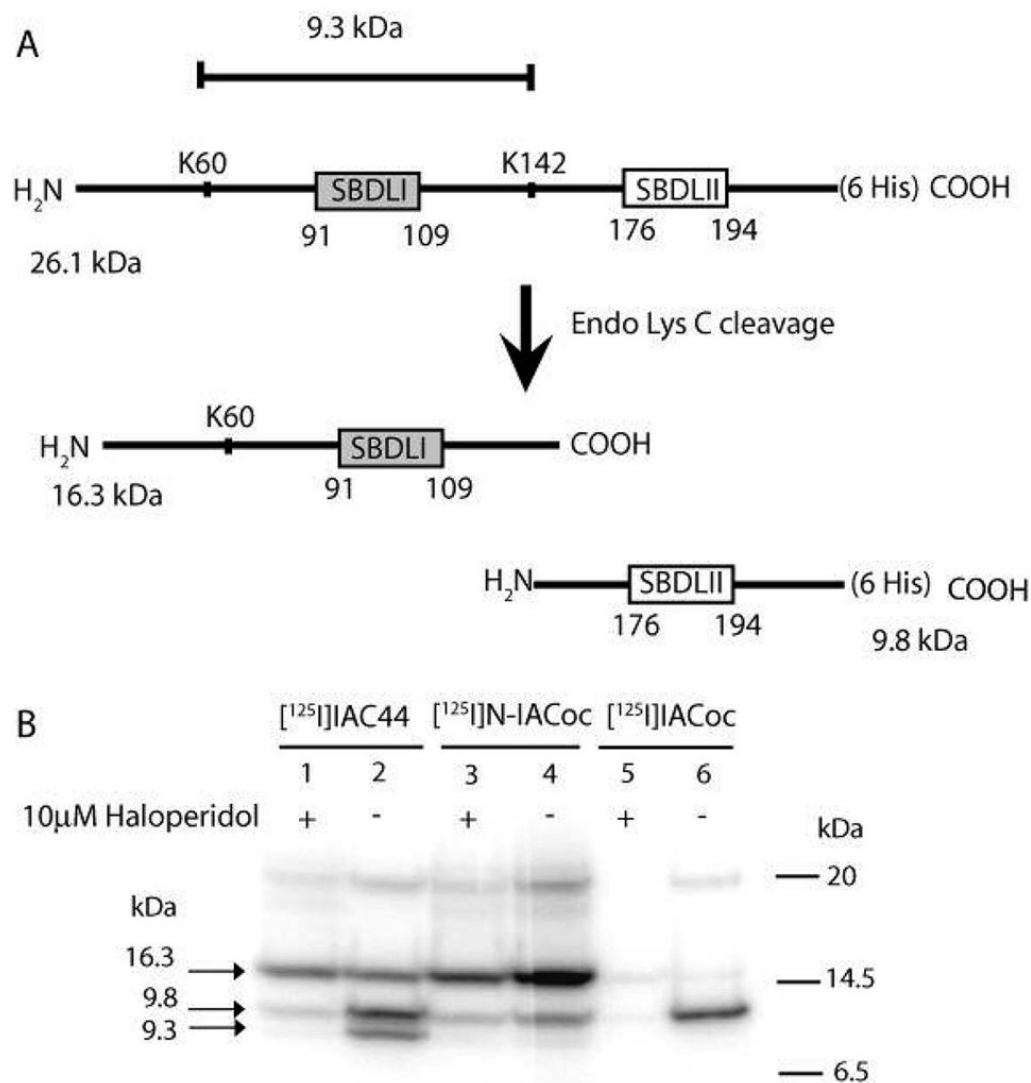 A
9.3 kDa
K60
K142
H₂N
SBDLI
SBDLII
(6 His) COOH
91
109
176
194
26.1 kDa
Endo Lys C cleavage
K60
H₂N
SBDLI
COOH
16.3 kDa
91
109
H₂N
SBDLII
(6 His) COOH
176
194
9.8 kDa
B
[¹²⁵I]IAC44 [¹²⁵I]N-IACoc [¹²⁵I]IACoc
1 2 3 4 5 6
10μM Haloperidol + - + - + -
kDa
20
kDa
16.3
14.5
9.8
9.3
6.5